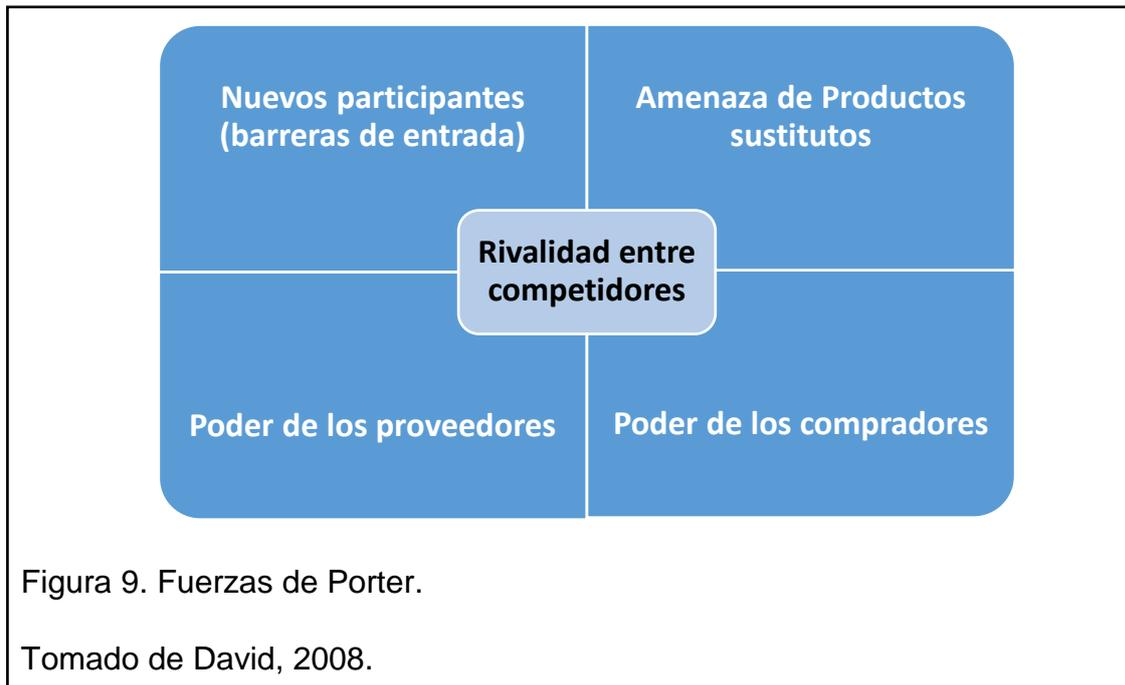 Nuevos participantes
(barreras de entrada)
Amenaza de Productos
sustitutos
Rivalidad entre
competidores
Poder de los proveedores
Poder de los compradores
Figura 9. Fuerzas de Porter.
Tomado de David, 2008.